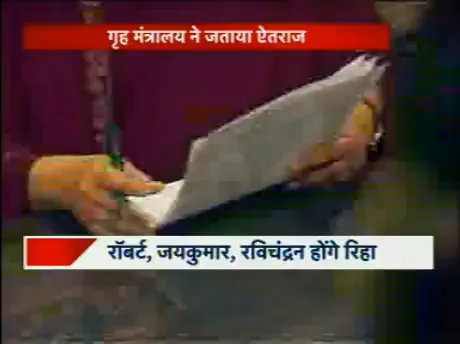 गृह मंत्रालय ने जताया ऐतराज
रॉबर्ट, जयकुमार, रविचंद्रन होंगे रिहा